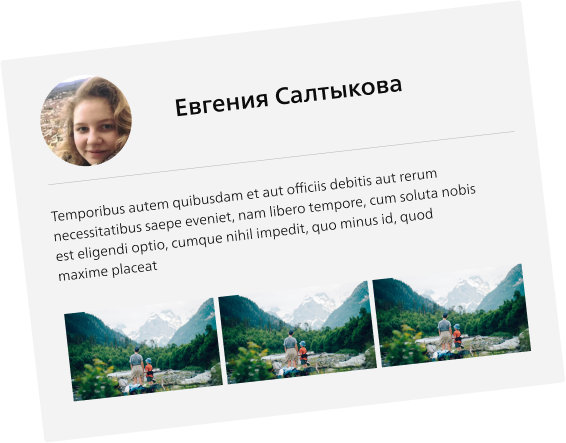 Евгения Салтыкова
Temporibus autem quibusdam et aut officiis debitis aut rerum
necessitatibus saepe eveniet, nam libero tempore, cum soluta nobis
est eligendi optio, cumque nihil impedit, quo minus id, quod
maxime placeat